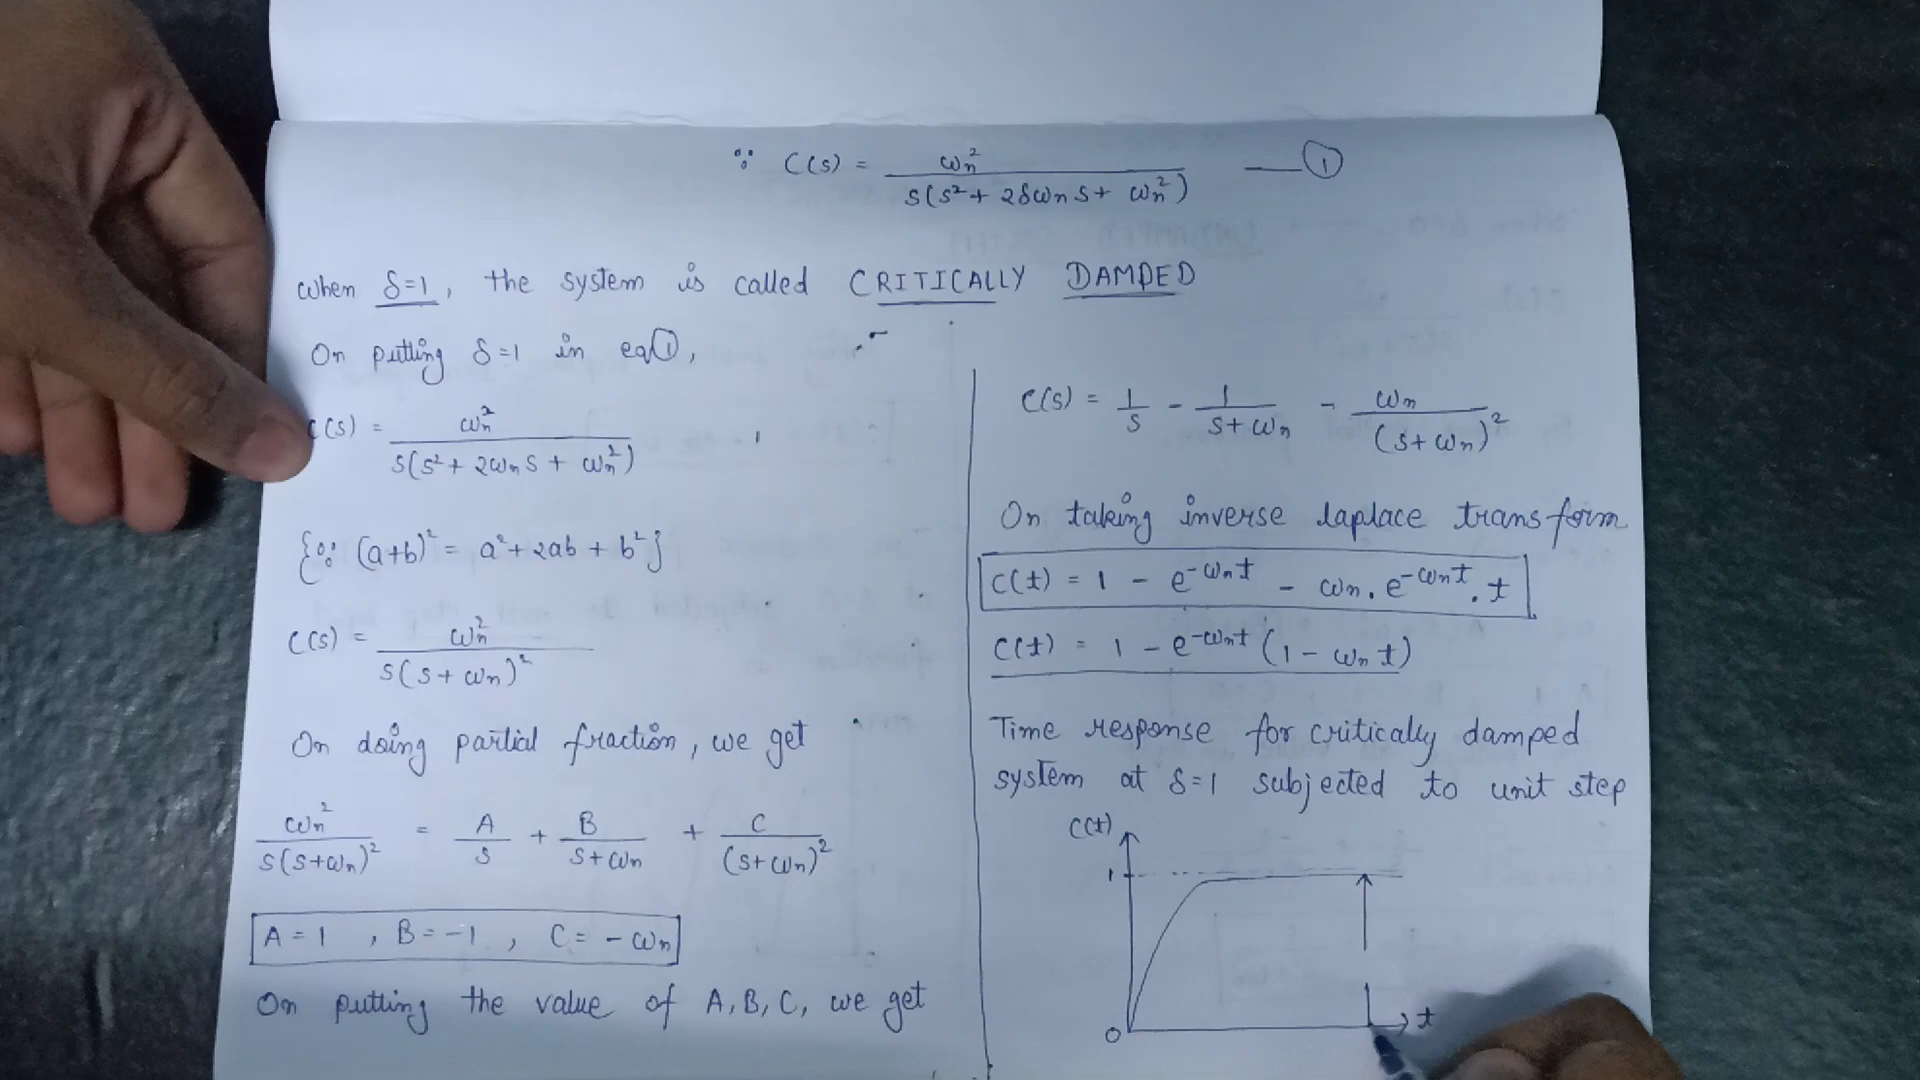 ∵ C(s) = ωn² / s(s² + 2δωn s + ωn²) —— ①
When δ=1, the system is called CRITICALLY DAMPED
On putting δ=1 in eq①,
C(s) = ωn² / s(s² + 2ωn s + ωn²)
{∵ (a+b)² = a² + 2ab + b²}
C(s) = ωn² / s(s + ωn)²
On doing partial fraction, we get
ωn² / s(s+ωn)² = A/s + B/(s+ωn) + C/(s+ωn)²
A = 1 , B = -1 , C = - ωn
On putting the value of A, B, C, we get
C(s) = 1/s - 1/(s+ωn) - ωn/(s+ωn)²
On taking inverse laplace transform
C(t) = 1 - e^-ωnt - ωn . e^-ωnt . t
C(t) = 1 - e^-ωnt (1 - ωn t)
Time response for critically damped
system at δ=1 subjected to unit step
C(t)
1
0
t